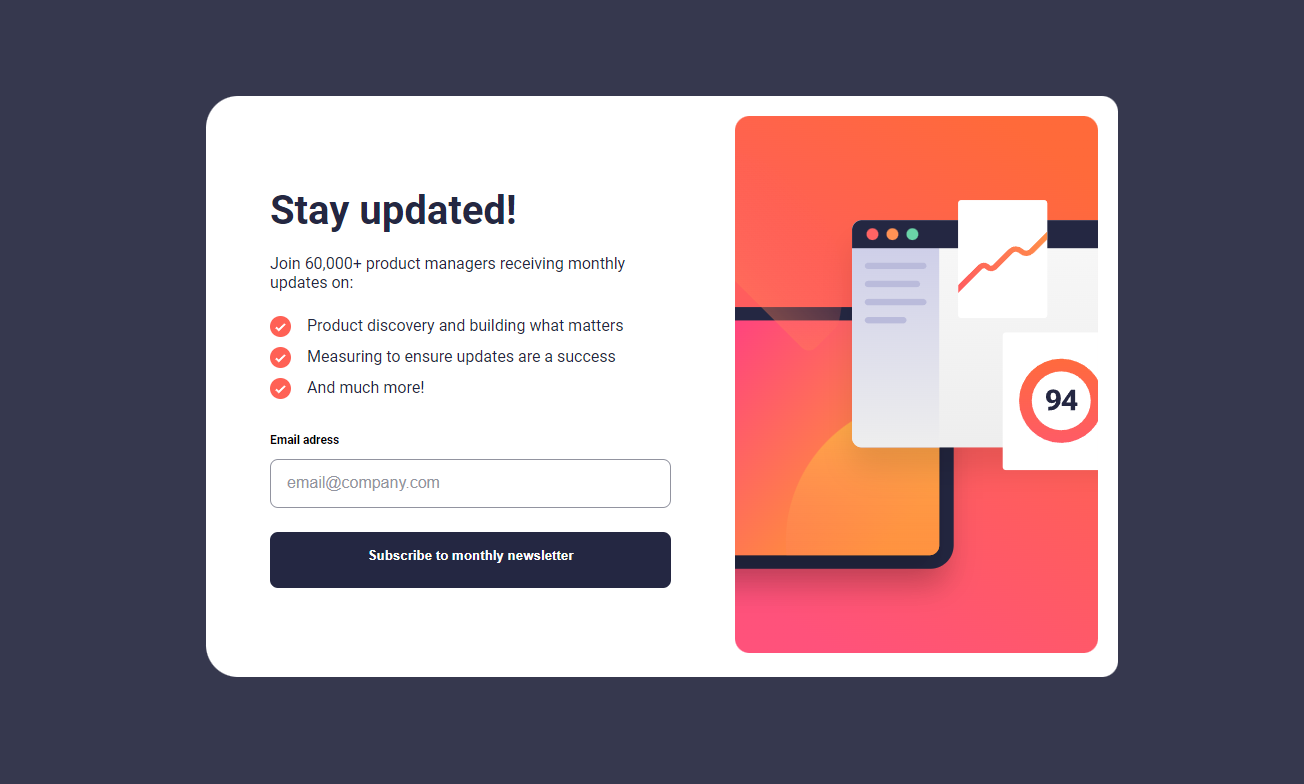 Stay updated!
Join 60,000+ product managers receiving monthly
updates on:
Product discovery and building what matters
Measuring to ensure updates are a success
And much more!
Email adress
email@company.com
Subscribe to monthly newsletter
94